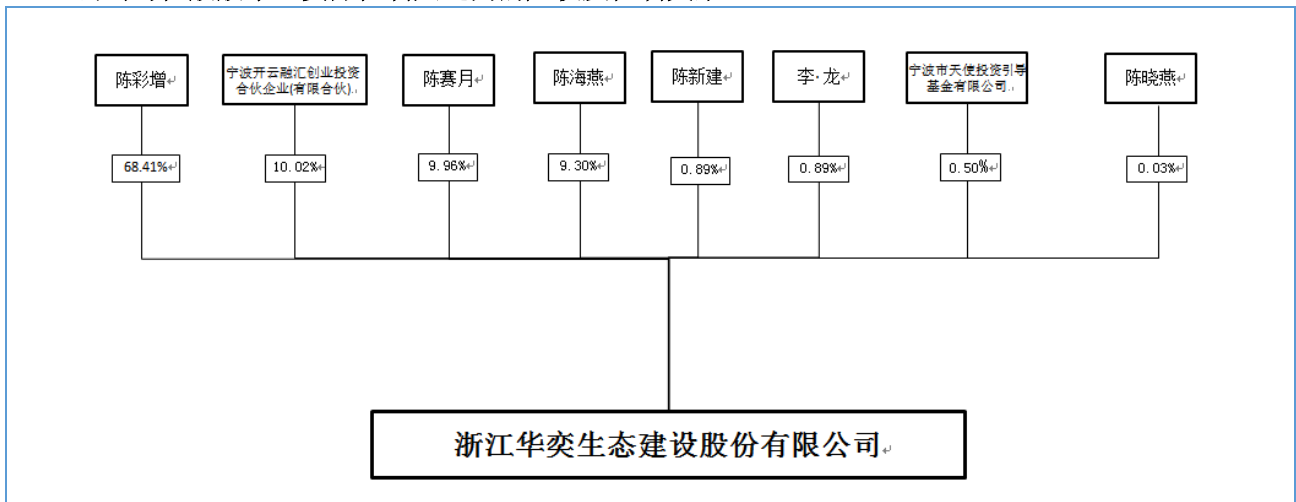 陈彩增
宁波开云融汇创业投资
合伙企业(有限合伙)
陈赛月
陈海燕
陈新建
李·龙
宁波市天使投资引导
基金有限公司
陈晓燕
68.41%
10.02%
9.96%
9.30%
0.89%
0.89%
0.50%
0.03%
浙江华奕生态建设股份有限公司